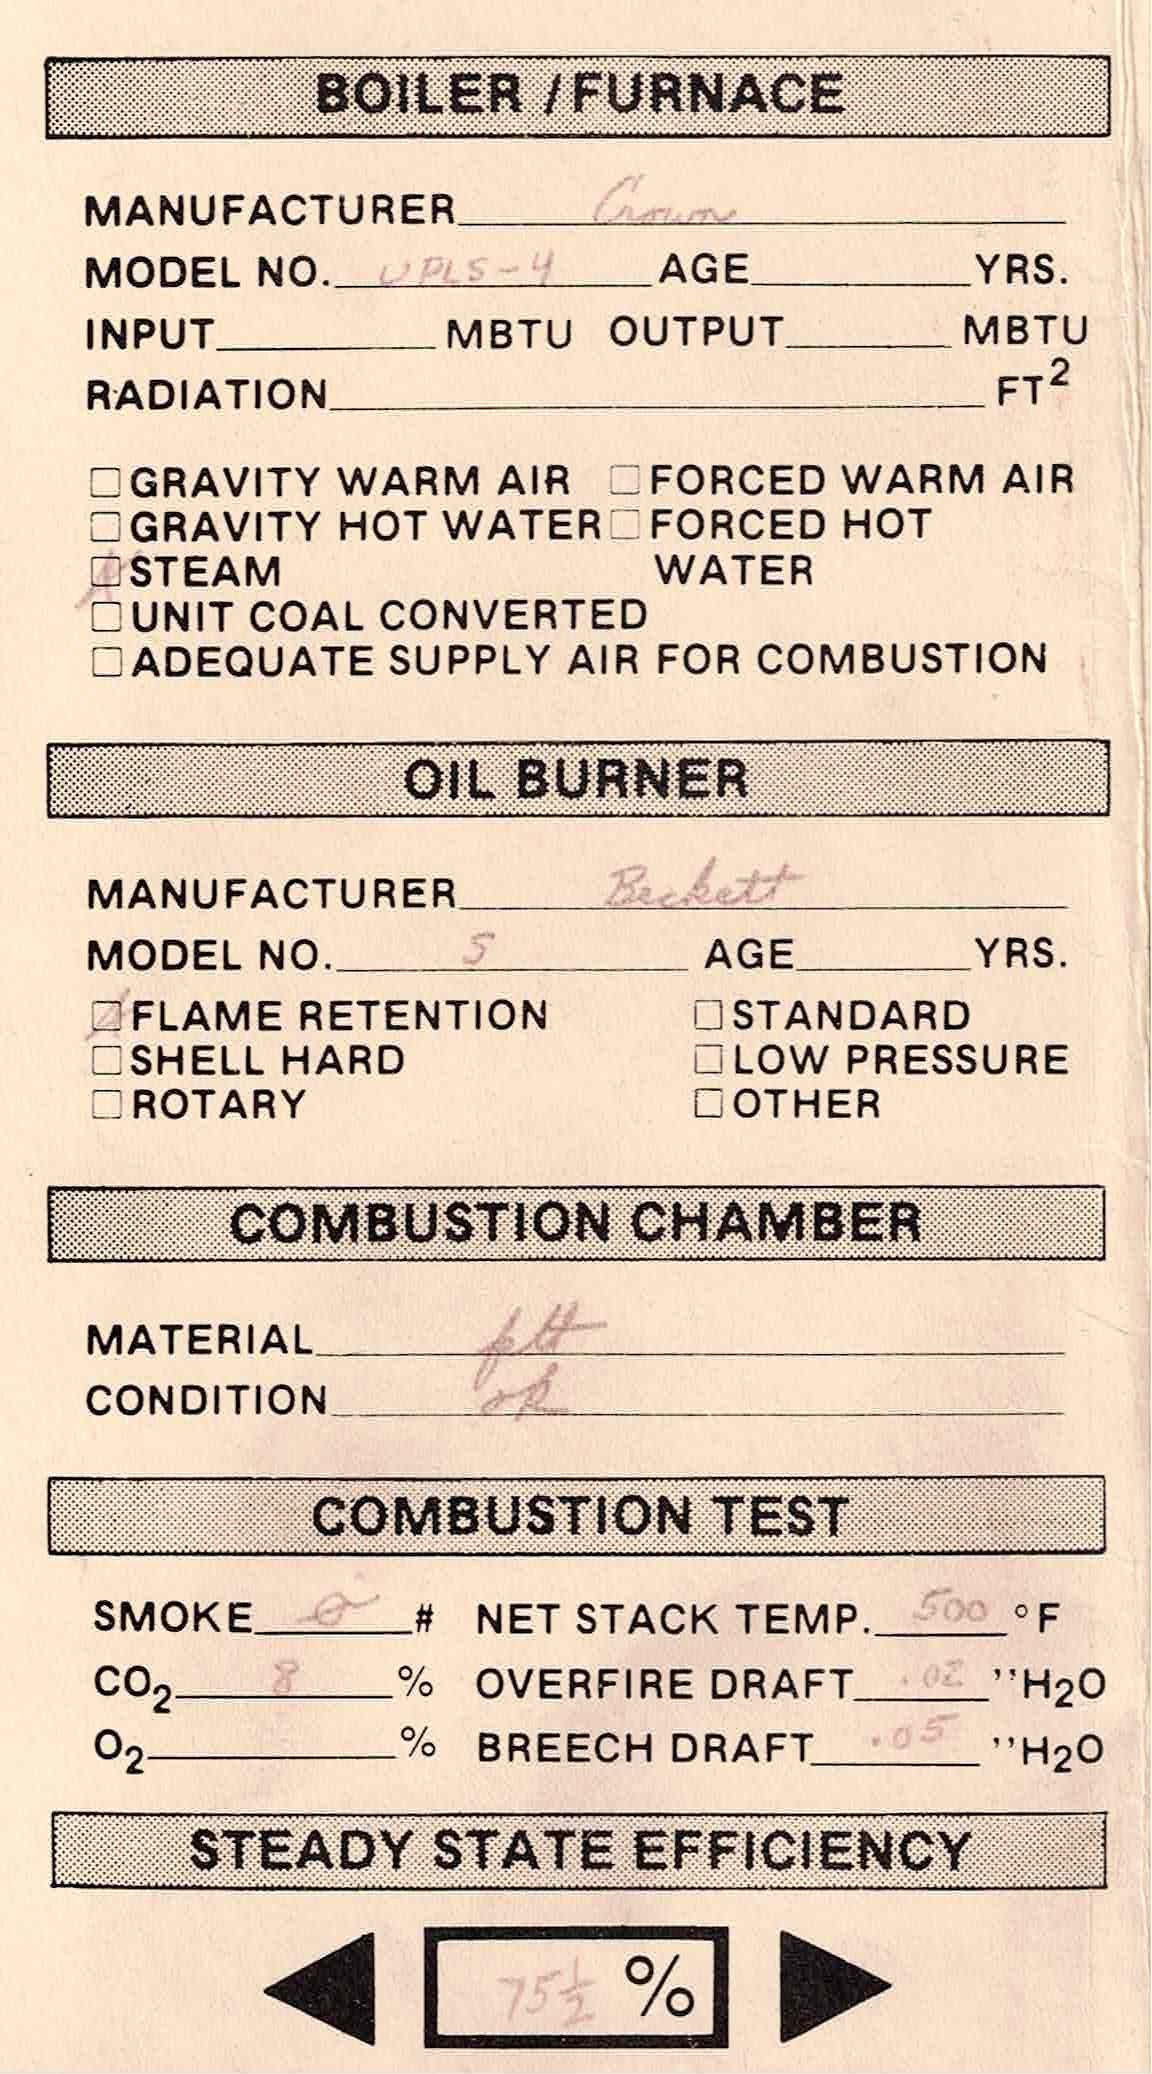 BOILER / FURNACE
MANUFACTURER Crown
MODEL NO. UPLS-4 AGE YRS.
INPUT MBTU OUTPUT MBTU
RADIATION FT²
☐ GRAVITY WARM AIR ☐ FORCED WARM AIR
☐ GRAVITY HOT WATER ☐ FORCED HOT
☒ STEAM WATER
☐ UNIT COAL CONVERTED
☐ ADEQUATE SUPPLY AIR FOR COMBUSTION
OIL BURNER
MANUFACTURER Beckett
MODEL NO. S AGE YRS.
☒ FLAME RETENTION ☐ STANDARD
☐ SHELL HARD ☐ LOW PRESSURE
☐ ROTARY ☐ OTHER
COMBUSTION CHAMBER
MATERIAL
CONDITION ok
COMBUSTION TEST
SMOKE 0 # NET STACK TEMP. 500 °F
CO₂ 8 % OVERFIRE DRAFT .02 "H₂O
O₂ % BREECH DRAFT .05 "H₂O
STEADY STATE EFFICIENCY
75½ %